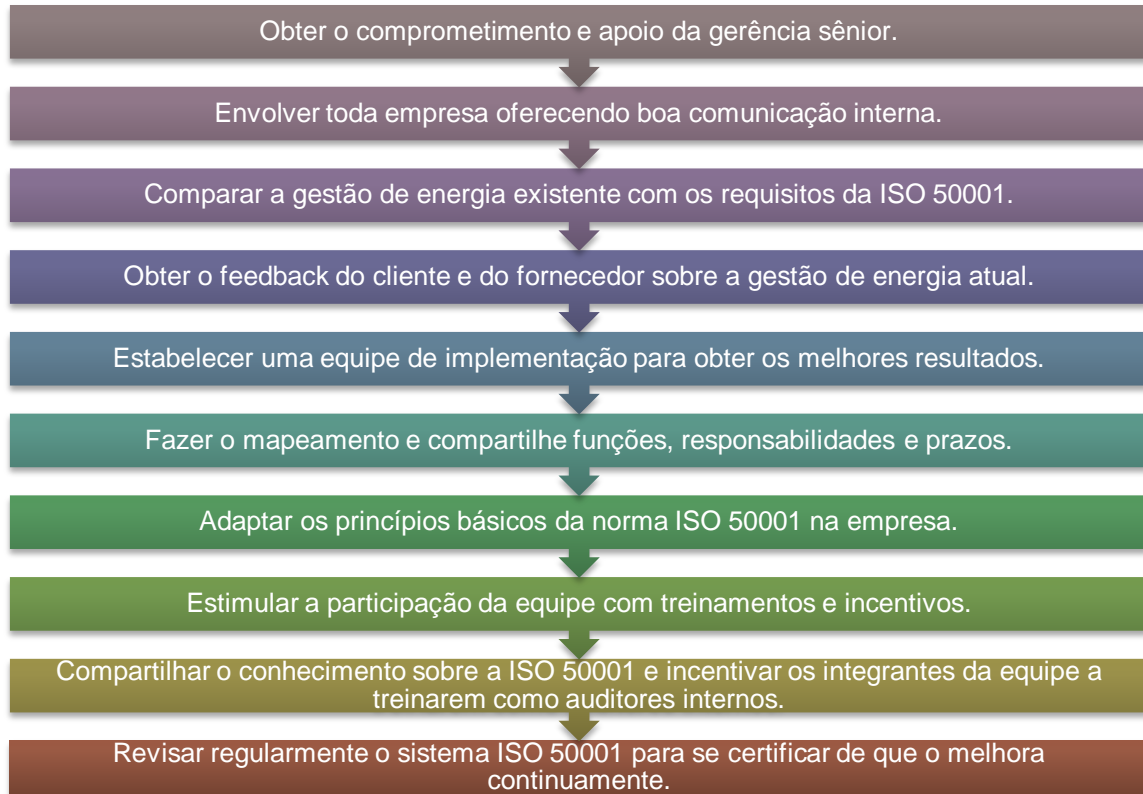 Obter o comprometimento e apoio da gerência sênior.
Envolver toda empresa oferecendo boa comunicação interna.
Comparar a gestão de energia existente com os requisitos da ISO 50001.
Obter o feedback do cliente e do fornecedor sobre a gestão de energia atual.
Estabelecer uma equipe de implementação para obter os melhores resultados.
Fazer o mapeamento e compartilhe funções, responsabilidades e prazos.
Adaptar os princípios básicos da norma ISO 50001 na empresa.
Estimular a participação da equipe com treinamentos e incentivos.
Compartilhar o conhecimento sobre a ISO 50001 e incentivar os integrantes da equipe a
treinarem como auditores internos.
Revisar regularmente o sistema ISO 50001 para se certificar de que o melhora
continuamente.